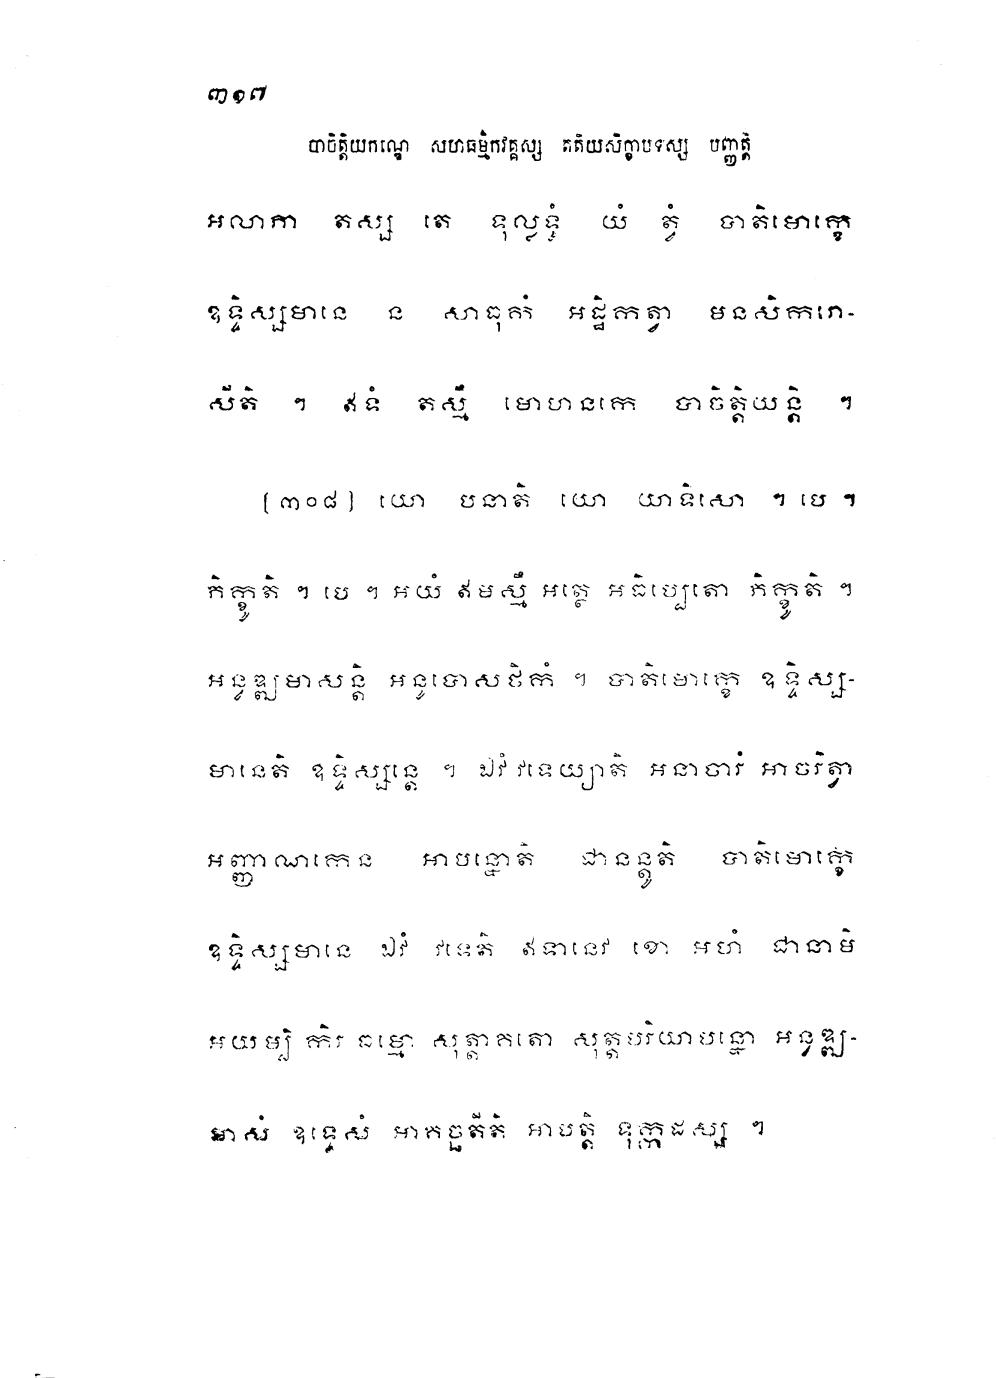 ៣១៧
បាចិត្តិយកណ្ឌេ សហធម្មិកវគ្គស្ស តតិយសិក្ខាបទស្ស បញ្ញត្តិ
អលាភា តស្ស តេ ទុល្លទ្ធំ យំ ត្វំ បាតិមោក្ខេ
ឧទ្ទិស្សមានេ ន សាធុកំ អដ្ឋិកត្វា មនសិករោ-
សីតិ ។ ឥទំ តស្មឹ មោហនកេ បាចិត្តិយន្តិ ។
[៣០៨] យោ បនាតិ យោ យាទិសោ ។ បេ ។
ភិក្ខូតិ ។ បេ ។ អយំ ឥមស្មឹ អត្ថេ អធិប្បេតោ ភិក្ខូតិ ។
អនូឌ្ឍមាសន្តិ អនូបោសថិកំ ។ បាតិមោក្ខេ ឧទ្ទិស្ស-
មានេតិ ឧទ្ទិស្សន្តេ ។ ឯវំ វទេយ្យាតិ អនាចារំ អាចរិត្វា
អញ្ញាណកេន អាបន្នោតិ ជានន្តូតិ បាតិមោក្ខេ
ឧទ្ទិស្សមានេ ឯវំ វទេតិ ឥទានេវ ខោ អហំ ជានាមិ
អយម្បិ កិរ ធម្មោ សុត្តាគតោ សុត្តបរិយាបន្នោ អនូឌ្ឍ-
មាសំ ឧទ្ទេសំ អាគច្ឆតីតិ អាបត្តិ ទុក្កដស្ស ។